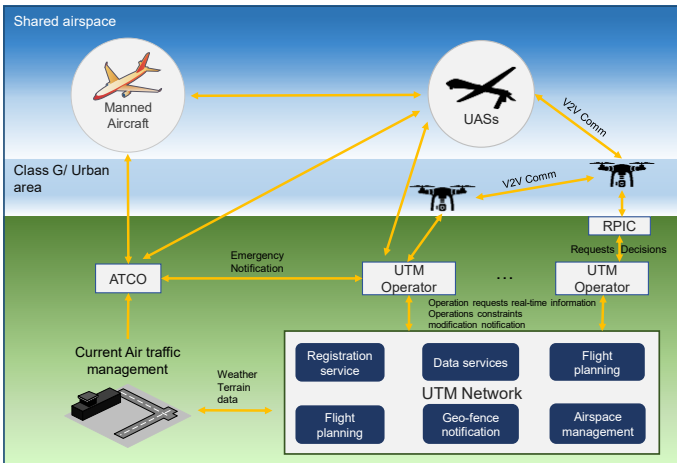 Shared airspace
Manned
Aircraft
UASs
V2V Comm
Class G/ Urban
area
V2V Comm
RPIC
Requests Decisions
Emergency
Notification
ATCO
UTM
Operator
...
UTM
Operator
Operation requests real-time information
Operations constraints
modification notification
Current Air traffic
management
Weather
Terrain
data
Registration
service
Data services
Flight
planning
UTM Network
Flight
planning
Geo-fence
notification
Airspace
management